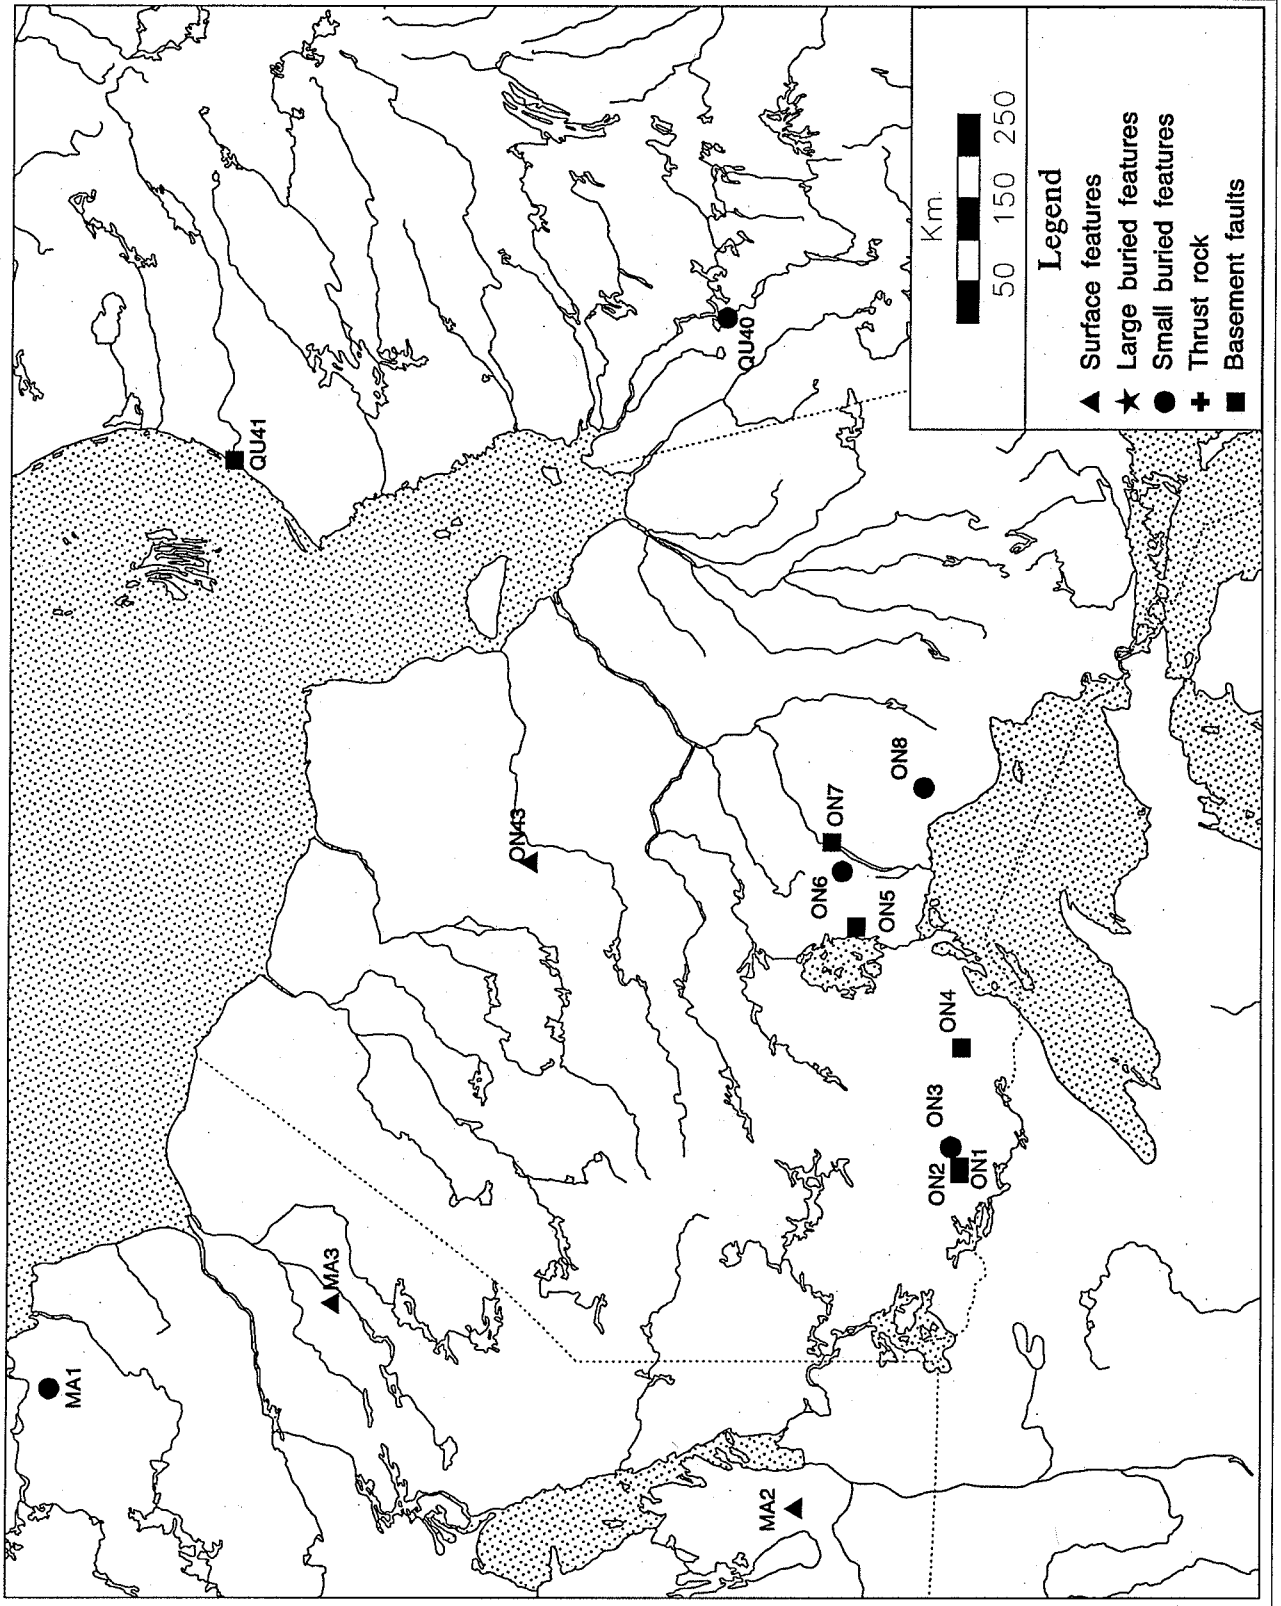 MA1
MA3
MA2
QU41
QU40
ON43
ON8
ON7
ON6
ON5
ON4
ON3
ON2
ON1
Km
50 150 250
Legend
Surface features
Large buried features
Small buried features
Thrust rock
Basement faults